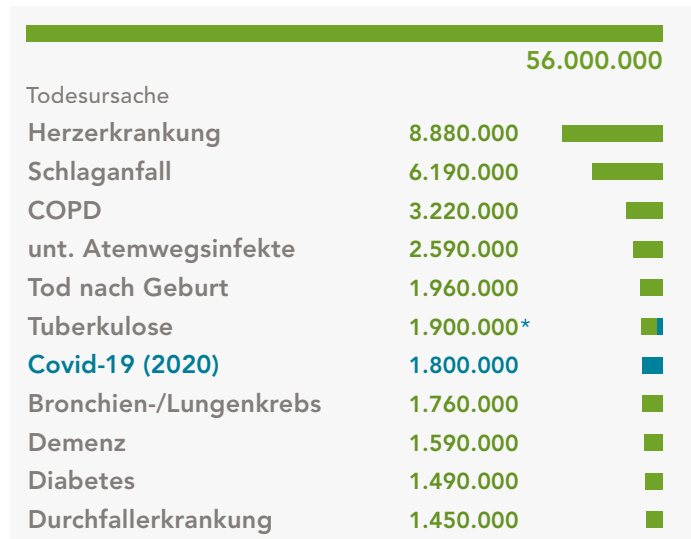 56.000.000
Todesursache
Herzerkrankung 8.880.000
Schlaganfall 6.190.000
COPD 3.220.000
unt. Atemwegsinfekte 2.590.000
Tod nach Geburt 1.960.000
Tuberkulose 1.900.000*
Covid-19 (2020) 1.800.000
Bronchien-/Lungenkrebs 1.760.000
Demenz 1.590.000
Diabetes 1.490.000
Durchfallerkrankung 1.450.000